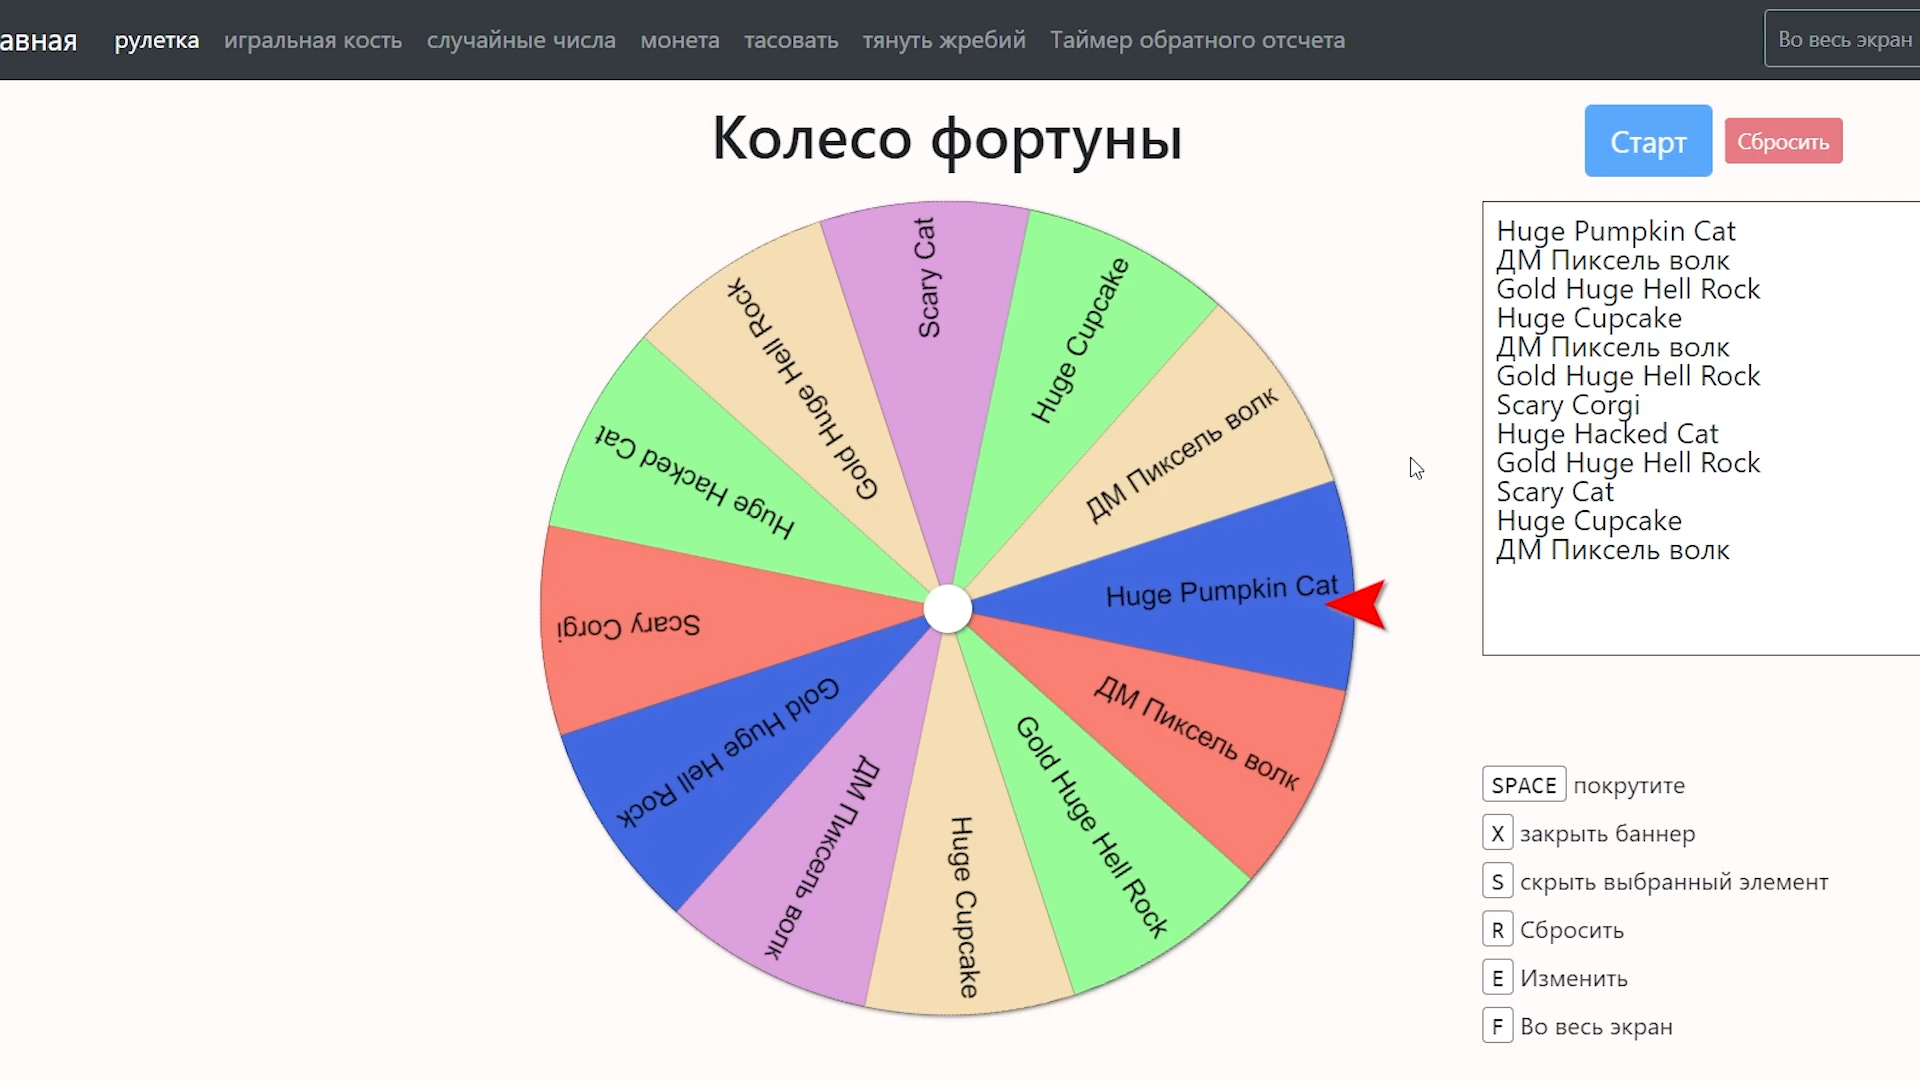 авная рулетка игральная кость случайные числа монета тасовать тянуть жребий Таймер обратного отсчета Во весь экран
Колесо фортуны
Старт Сбросить
Scary Cat
Huge Cupcake
ДМ Пиксель волк
Huge Pumpkin Cat
ДМ Пиксель волк
Gold Huge Hell Rock
Huge Cupcake
ДМ Пиксель волк
Gold Huge Hell Rock
Scary Corgi
Huge Hacked Cat
Gold Huge Hell Rock
Huge Pumpkin Cat
ДМ Пиксель волк
Gold Huge Hell Rock
Huge Cupcake
ДМ Пиксель волк
Gold Huge Hell Rock
Scary Corgi
Huge Hacked Cat
Gold Huge Hell Rock
Scary Cat
Huge Cupcake
ДМ Пиксель волк
SPACE покрутите
X закрыть баннер
S скрыть выбранный элемент
R Сбросить
E Изменить
F Во весь экран